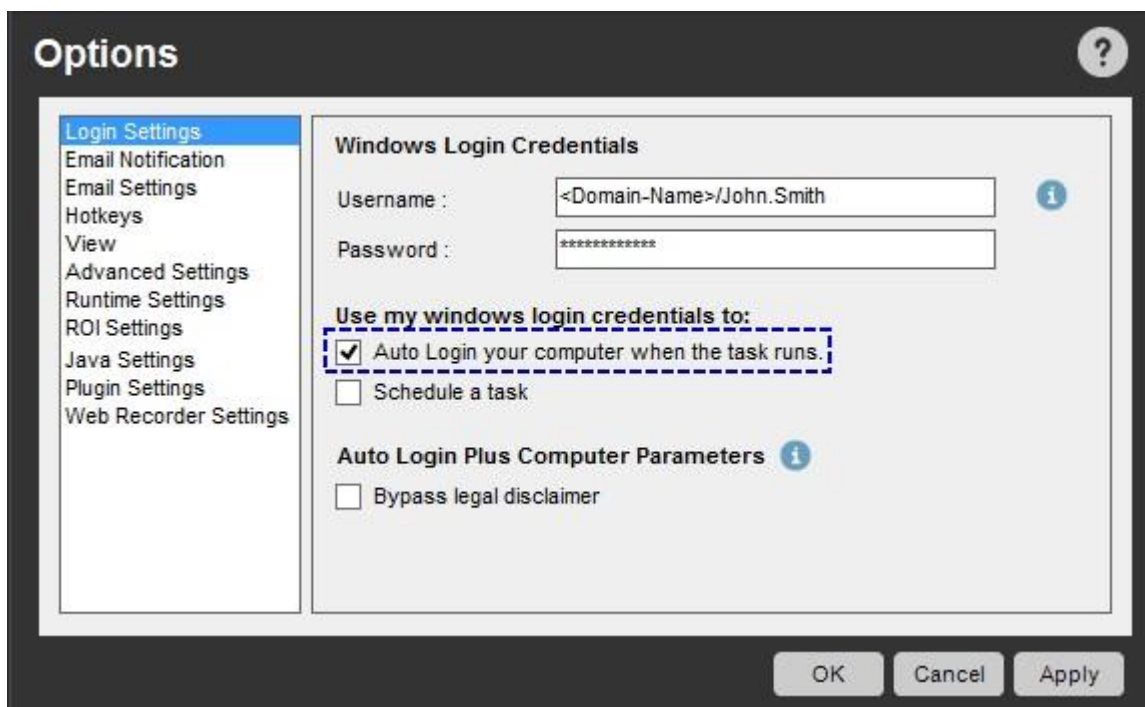 Options
?
Login Settings
Email Notification
Email Settings
Hotkeys
View
Advanced Settings
Runtime Settings
ROI Settings
Java Settings
Plugin Settings
Web Recorder Settings
Windows Login Credentials
Username : <Domain-Name>/John.Smith i
Password : ************
Use my windows login credentials to:
Auto Login your computer when the task runs.
Schedule a task
Auto Login Plus Computer Parameters i
Bypass legal disclaimer
OK Cancel Apply